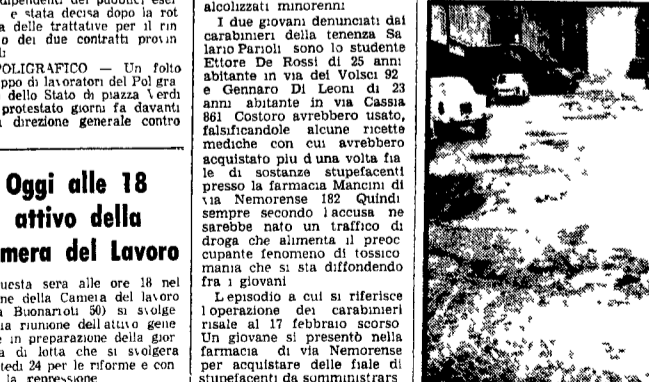 dipendenti dei pubblici eser
e stata decisa dopo la rot
a delle trattative per il rin
o dei due contratti provin
li
POLIGRAFICO — Un folto
ppo di lavoratori del Pol gra
dello Stato di piazza Verdi
protestato giorni fa davanti
direzione generale contro
Oggi alle 18
attivo della
mera del Lavoro
uesta sera alle ore 18 nel
ne della Camera del lavoro
Buonarroti 50) si svolge
la riunione dell attivo gene
e in preparazione della gior
a di lotta che si svolgera
tedi 24 per le riforme e con
la repressione
alcolizzati minorenni
I due giovani denunciati dai
carabinieri della tenenza Sa
lario Parioli sono lo studente
Ettore De Rossi di 25 anni
abitante in via dei Volsci 92
e Gennaro Di Leoni di 23
anni abitante in via Cassia
861 Costoro avrebbero usato,
falsificandole alcune ricette
mediche con cui avrebbero
acquistato piu d una volta fia
le di sostanze stupefacenti
presso la farmacia Mancini di
via Nemorense 182 Quindi
sempre secondo l accusa ne
sarebbe nato un traffico di
droga che alimenta il preoc
cupante fenomeno di tossico
mania che si sta diffondendo
fra i giovani
L episodio a cui si riferisce
l operazione dei carabinieri
risale al 17 febbraio scorso
Un giovane si presentò nella
farmacia di via Nemorense
per acquistare delle fiale di
stupefacenti da somministrars